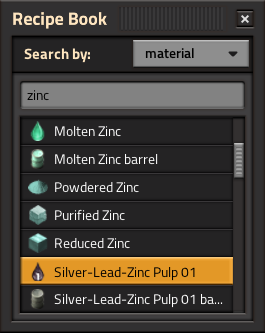 Recipe Book
Search by: material
zinc
Molten Zinc
Molten Zinc barrel
Powdered Zinc
Purified Zinc
Reduced Zinc
Silver-Lead-Zinc Pulp 01
Silver-Lead-Zinc Pulp 01 ba...